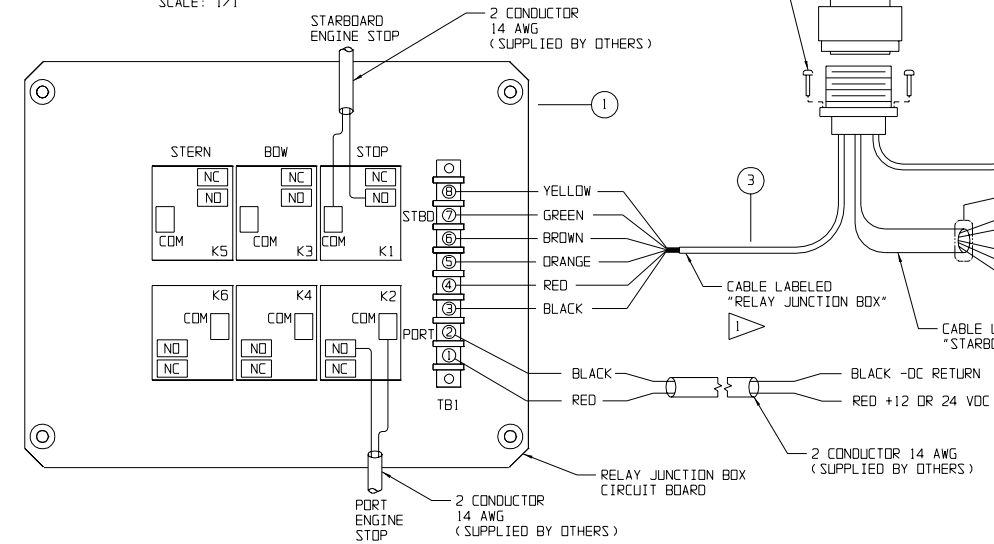 SCALE: 1/1
STARBOARD
ENGINE STOP
2 CONDUCTOR
14 AWG
(SUPPLIED BY OTHERS)
1
STERN BOW STOP
NC NC NC
NO NO NO
COM COM COM
K5 K3 K1
STBD
8 YELLOW
7 GREEN
6 BROWN
5 ORANGE
4 RED
3 BLACK
2
1
3
CABLE LABELED
"RELAY JUNCTION BOX"
1
K6 K4 K2
COM COM COM
PORT
NO NO NO
NC NC NC
TB1
BLACK
RED
BLACK -DC RETURN
RED +12 OR 24 VDC
CABLE L
"STARBO
2 CONDUCTOR 14 AWG
(SUPPLIED BY OTHERS)
RELAY JUNCTION BOX
CIRCUIT BOARD
PORT
ENGINE
STOP
2 CONDUCTOR
14 AWG
(SUPPLIED BY OTHERS)